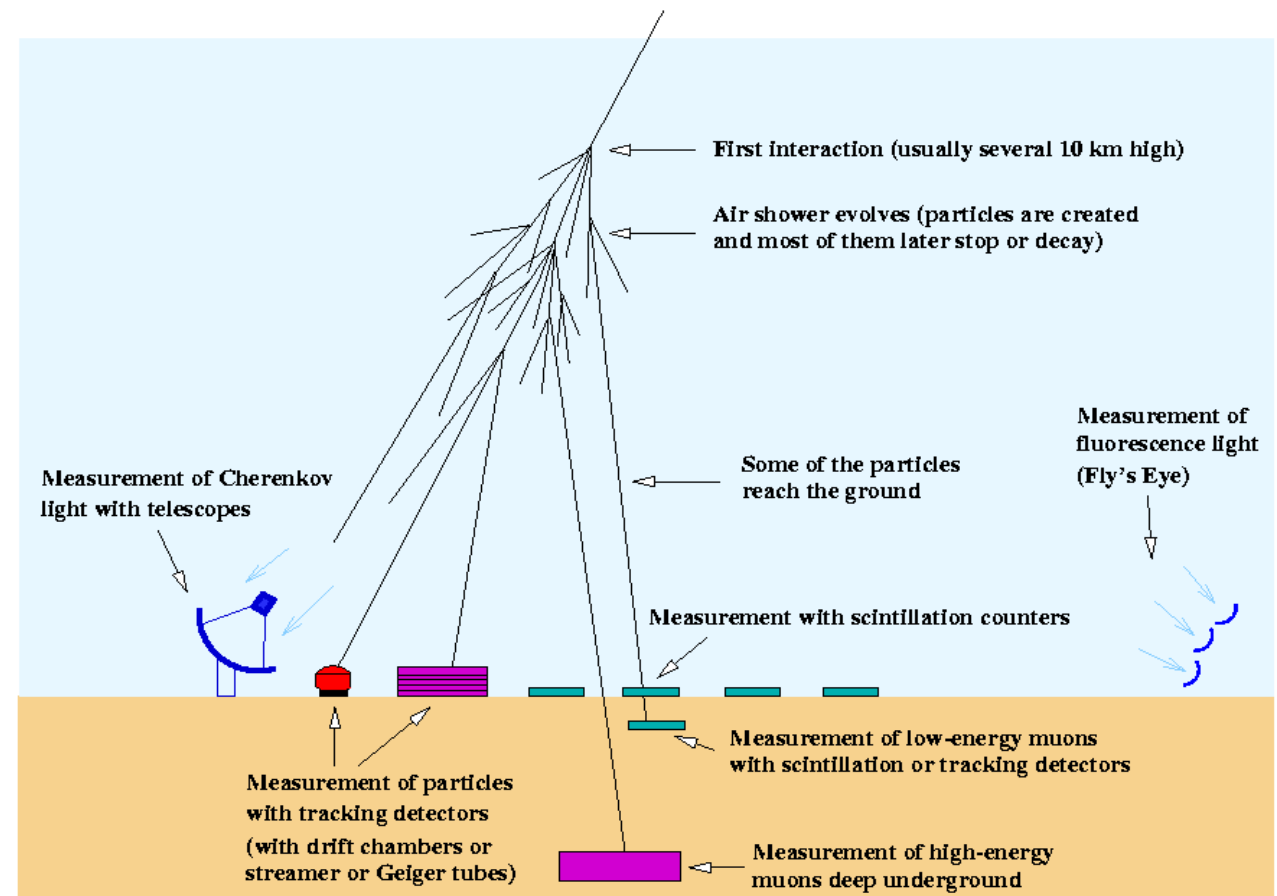 First interaction (usually several 10 km high)
Air shower evolves (particles are created
and most of them later stop or decay)
Measurement of
fluorescence light
(Fly's Eye)
Measurement of Cherenkov
light with telescopes
Some of the particles
reach the ground
Measurement with scintillation counters
Measurement of low-energy muons
with scintillation or tracking detectors
Measurement of particles
with tracking detectors
(with drift chambers or
streamer or Geiger tubes)
Measurement of high-energy
muons deep underground